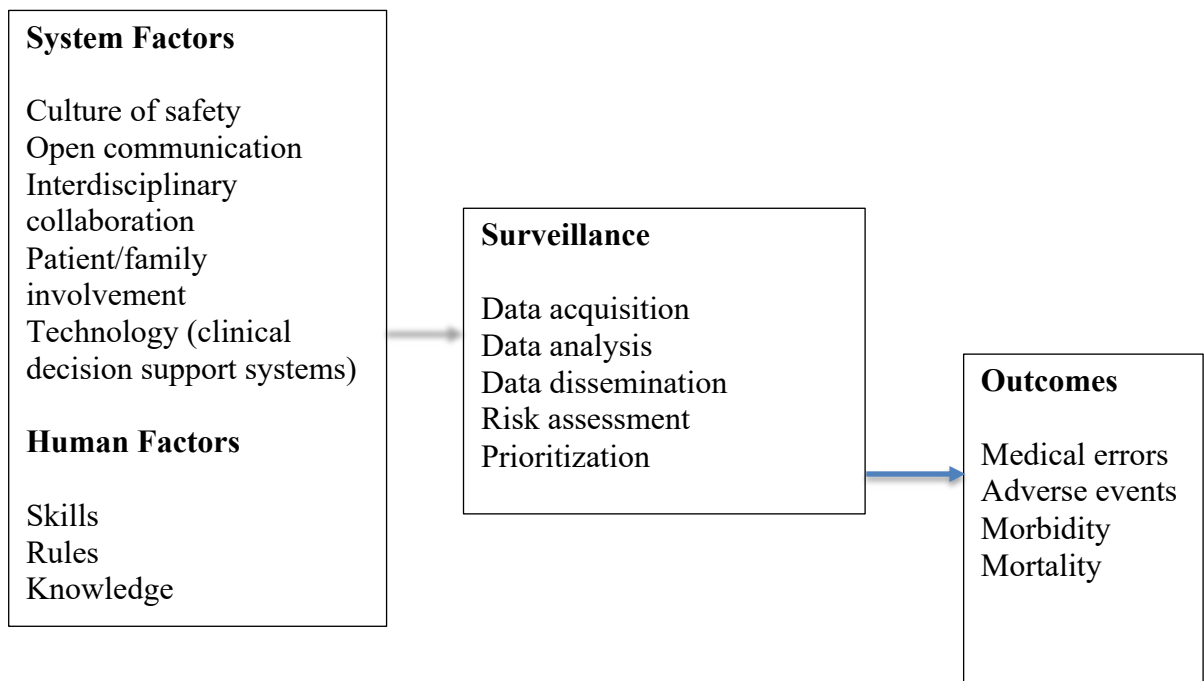 System Factors
Culture of safety
Open communication
Interdisciplinary
collaboration
Patient/family
involvement
Technology (clinical
decision support systems)
Human Factors
Skills
Rules
Knowledge
Surveillance
Data acquisition
Data analysis
Data dissemination
Risk assessment
Prioritization
Outcomes
Medical errors
Adverse events
Morbidity
Mortality